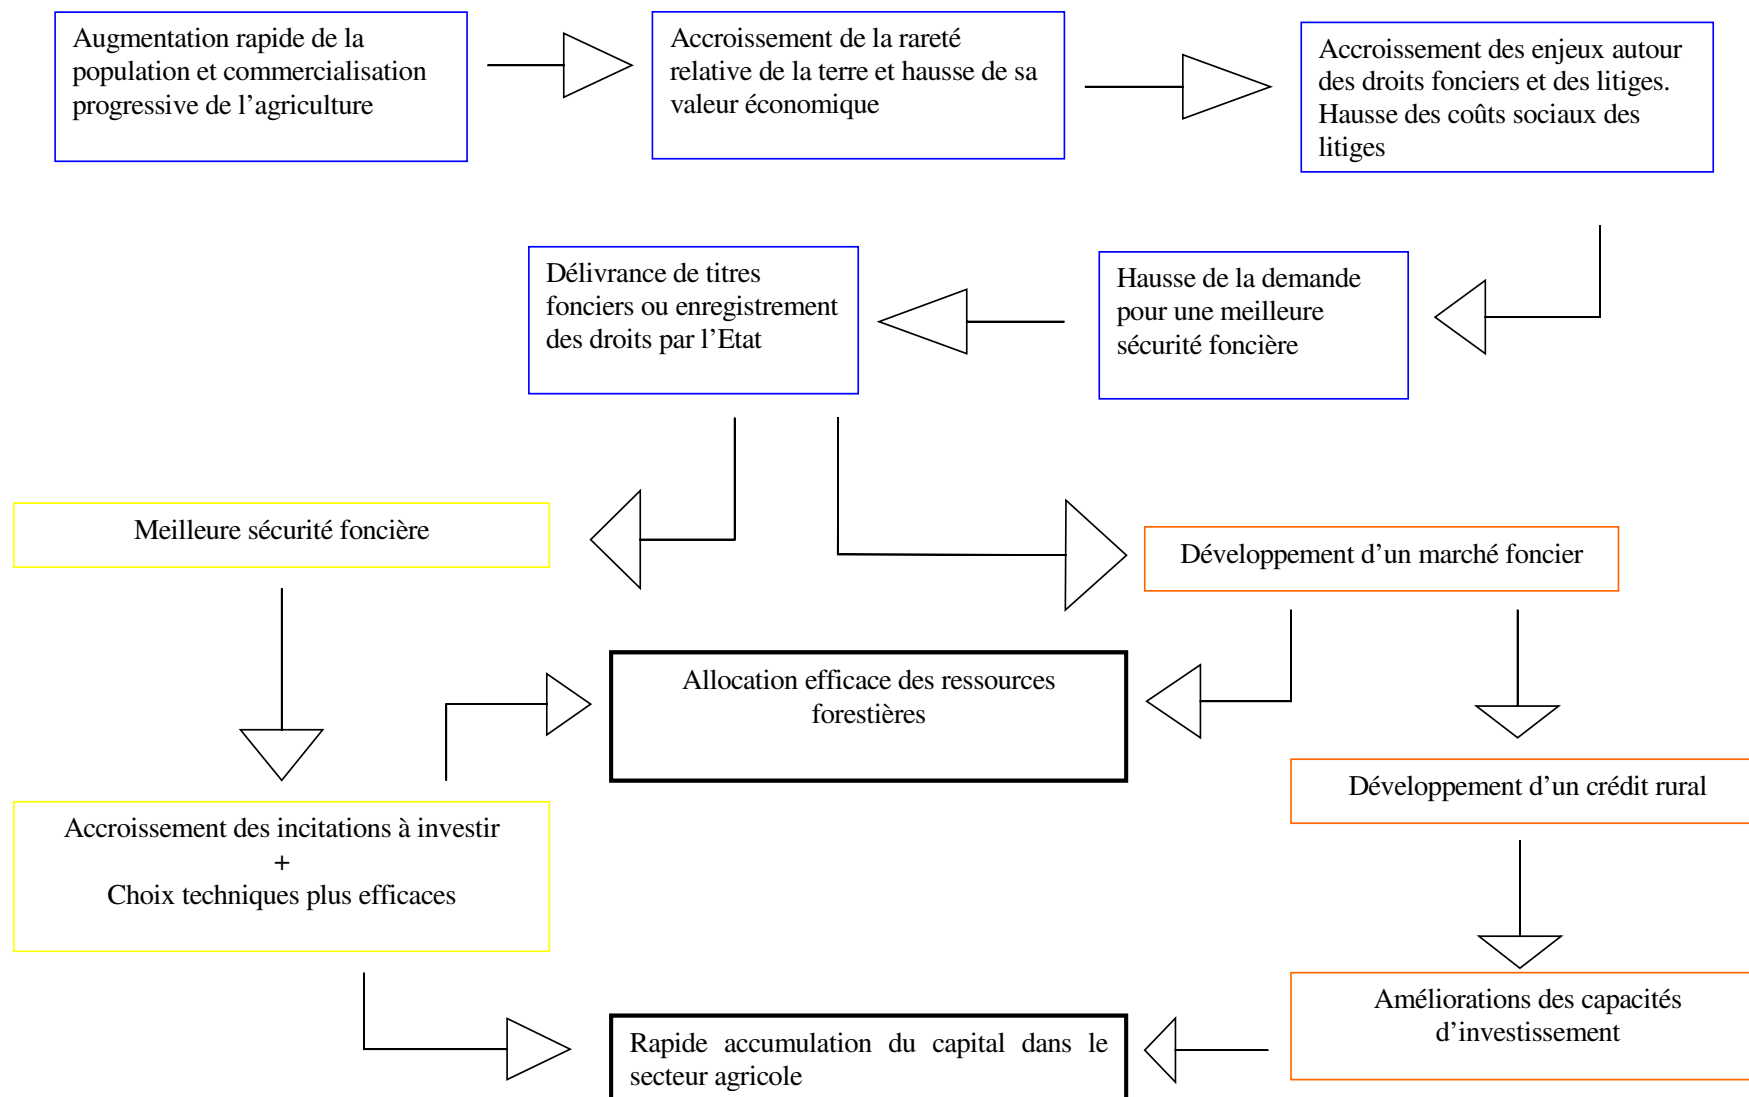 Augmentation rapide de la
population et commercialisation
progressive de l’agriculture
Accroissement de la rareté
relative de la terre et hausse de sa
valeur économique
Accroissement des enjeux autour
des droits fonciers et des litiges.
Hausse des coûts sociaux des
litiges
Délivrance de titres
fonciers ou enregistrement
des droits par l’Etat
Hausse de la demande
pour une meilleure
sécurité foncière
Meilleure sécurité foncière
Développement d’un marché foncier
Allocation efficace des ressources
forestières
Développement d’un crédit rural
Accroissement des incitations à investir
+
Choix techniques plus efficaces
Améliorations des capacités
d’investissement
Rapide accumulation du capital dans le
secteur agricole